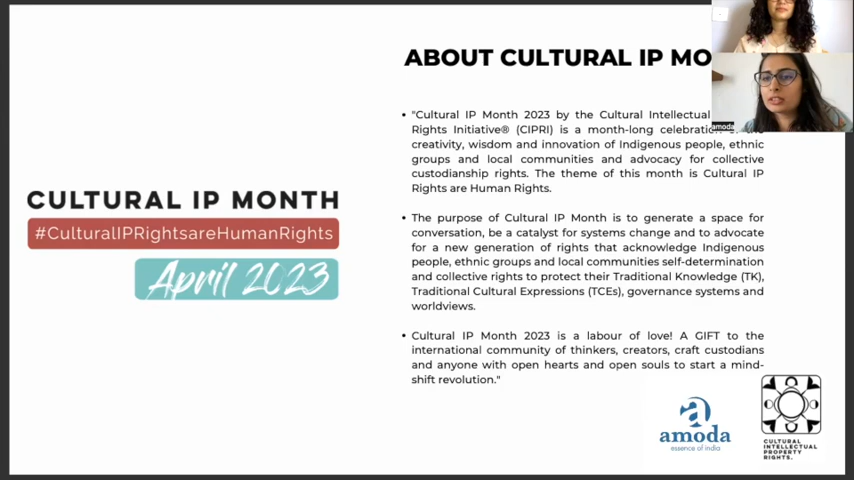 ABOUT CULTURAL IP MO
"Cultural IP Month 2023 by the Cultural Intellectual
Rights Initiative® (CIPRI) is a month-long celebration
creativity, wisdom and innovation of Indigenous people, ethnic
groups and local communities and advocacy for collective
custodianship rights. The theme of this month is Cultural IP
Rights are Human Rights.
The purpose of Cultural IP Month is to generate a space for
conversation, be a catalyst for systems change and to advocate
for a new generation of rights that acknowledge Indigenous
people, ethnic groups and local communities self-determination
and collective rights to protect their Traditional Knowledge (TK),
Traditional Cultural Expressions (TCEs), governance systems and
worldviews.
Cultural IP Month 2023 is a labour of love! A GIFT to the
international community of thinkers, creators, craft custodians
and anyone with open hearts and open souls to start a mind-
shift revolution."
CULTURAL IP MONTH
#CulturalIPRightsareHumanRights
April 2023
amoda
amoda
essence of india
CULTURAL
INTELLECTUAL
PROPERTY
RIGHTS.